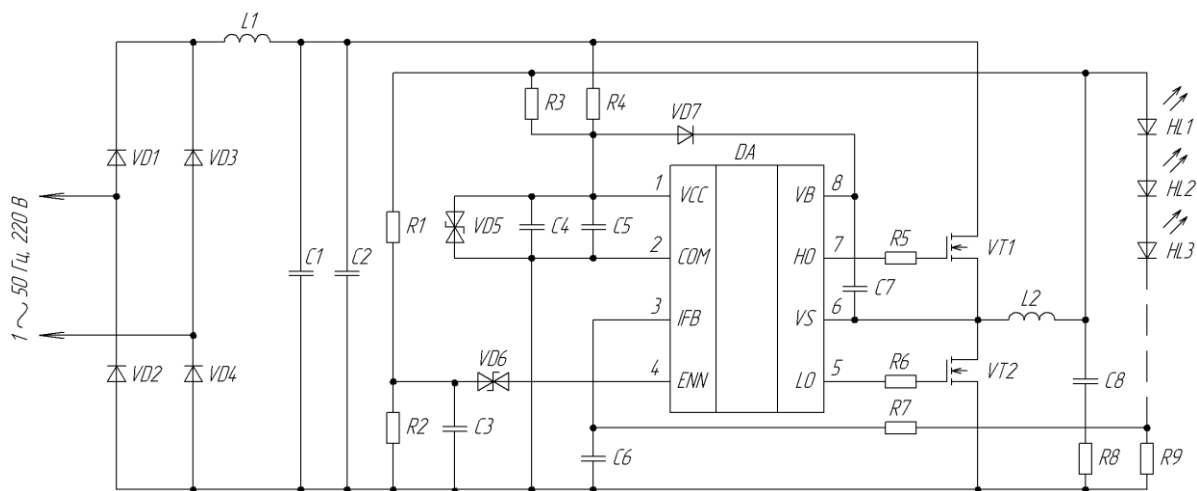 L1
R3
R4
VD7
DA
HL1
HL2
HL3
VD1
VD3
1 VCC
VB 8
R1
VD5
C4
C5
2 COM
HO 7
R5
VT1
C1
C2
C7
L2
3 IFB
VS 6
1 ~ 50 Гц, 220 В
VD2
VD4
VD6
4 ENN
LO 5
R6
VT2
C8
R2
C3
R7
C6
R8
R9